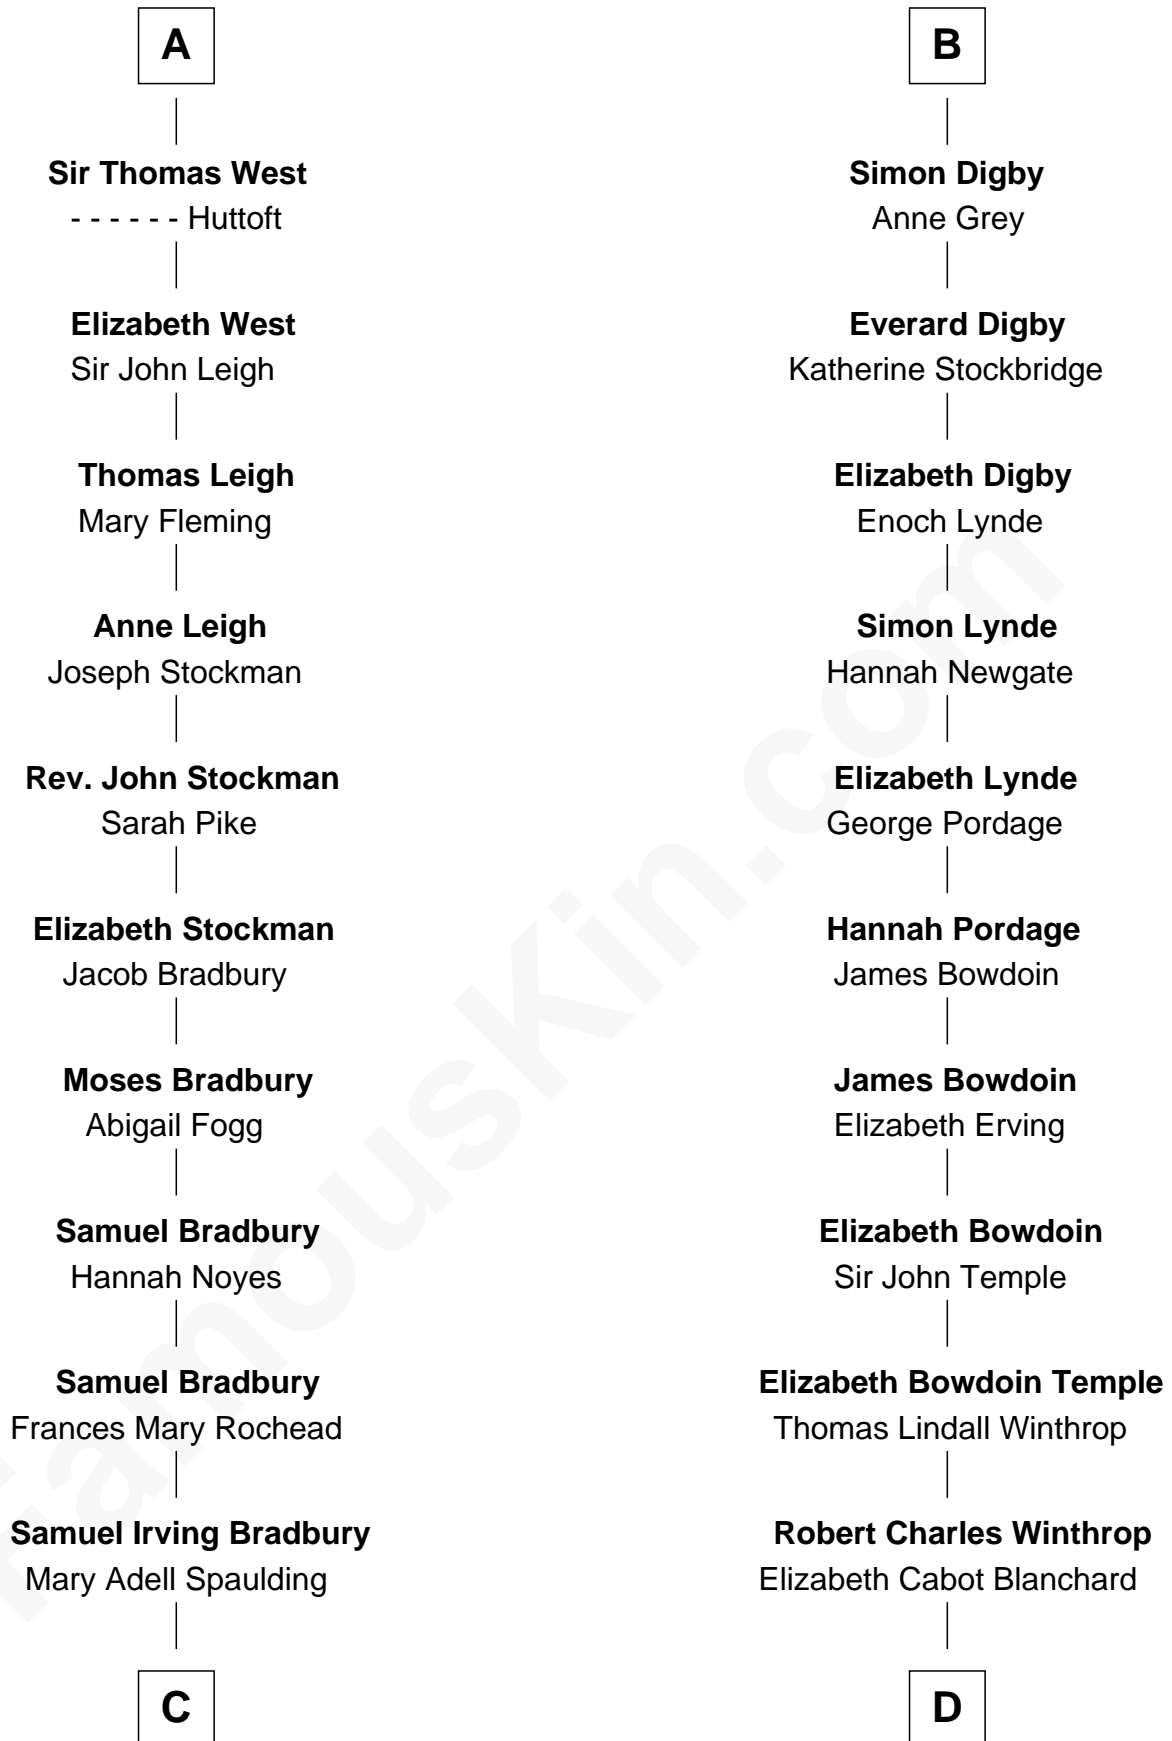 A
Sir Thomas West
- - - - - - Huttoft
Elizabeth West
Sir John Leigh
Thomas Leigh
Mary Fleming
Anne Leigh
Joseph Stockman
Rev. John Stockman
Sarah Pike
Elizabeth Stockman
Jacob Bradbury
Moses Bradbury
Abigail Fogg
Samuel Bradbury
Hannah Noyes
Samuel Bradbury
Frances Mary Rochead
Samuel Irving Bradbury
Mary Adell Spaulding
C
B
Simon Digby
Anne Grey
Everard Digby
Katherine Stockbridge
Elizabeth Digby
Enoch Lynde
Simon Lynde
Hannah Newgate
Elizabeth Lynde
George Pordage
Hannah Pordage
James Bowdoin
James Bowdoin
Elizabeth Erving
Elizabeth Bowdoin
Sir John Temple
Elizabeth Bowdoin Temple
Thomas Lindall Winthrop
Robert Charles Winthrop
Elizabeth Cabot Blanchard
D
FamousKin.com